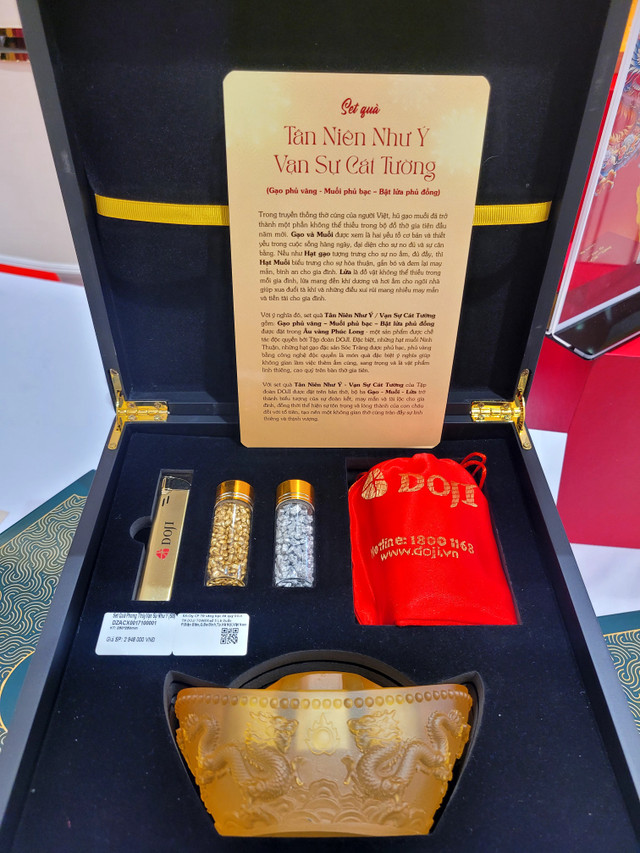 Set quà
Tân Niên Như Ý
Vạn Sự Cát Tường
(Gạo phủ vàng - Muối phủ bạc – Bật lửa phủ đồng)
Trong truyền thống thờ cúng của người Việt, hũ gạo muối đã trở
thành một phần không thể thiếu trong bộ đồ thờ gia tiên đầu
năm mới. Gạo và Muối được xem là hai yếu tố cơ bản và thiết
yếu trong cuộc sống hàng ngày, đại diện cho sự no đủ và sự cân
bằng. Nếu như Hạt gạo tượng trưng cho sự no ấm, đủ đầy, thì
Hạt Muối biểu trưng cho sự hòa thuận, gắn bó và đem lại may
mắn, bình an cho gia đình. Lửa là đồ vật không thể thiếu trong
mỗi gia đình, lửa mang đến khí dương và hơi ấm cho ngôi nhà
giúp xua đuổi tà khí và những điều xui rủi mang nhiều may mắn
và tiền tài cho gia đình.
Với ý nghĩa đó, set quà Tân Niên Như Ý / Vạn Sự Cát Tường
gồm: Gạo phủ vàng – Muối phủ bạc – Bật lửa phủ đồng
được đặt trong Âu vàng Phúc Long - một sản phẩm được chế
tác độc quyền bởi Tập đoàn DOJI. Đặc biệt, những hạt muối Ninh
Thuận, những hạt gạo đặc sản Sóc Trăng được phủ bạc, phủ vàng
bằng công nghệ độc quyền là món quà đặc biệt ý nghĩa giúp
không gian làm việc thêm ấm cúng, sang trọng và là vật phẩm
linh thiêng, cao quý trên bàn thờ gia tiên.
Với set quà Tân Niên Như Ý - Vạn Sự Cát Tường của Tập
đoàn DOJI được đặt trên bàn thờ, bộ ba Gạo - Muối - Lửa trở
thành biểu tượng của sự đoàn kết, may mắn và tài lộc cho gia
đình, đồng thời thể hiện sự tôn trọng và lòng thành của con cháu
đối với tổ tiên, tạo nên một không gian thờ cúng tràn đầy sự linh
thiêng và thịnh vượng.
DOJI
DOJI
Hotline: 1800 1168
www.doji.vn
Set Quà Phong Thủy Vạn Sự Như Ý
DZACXS017100001
Giá SP: 2 948 000 VND